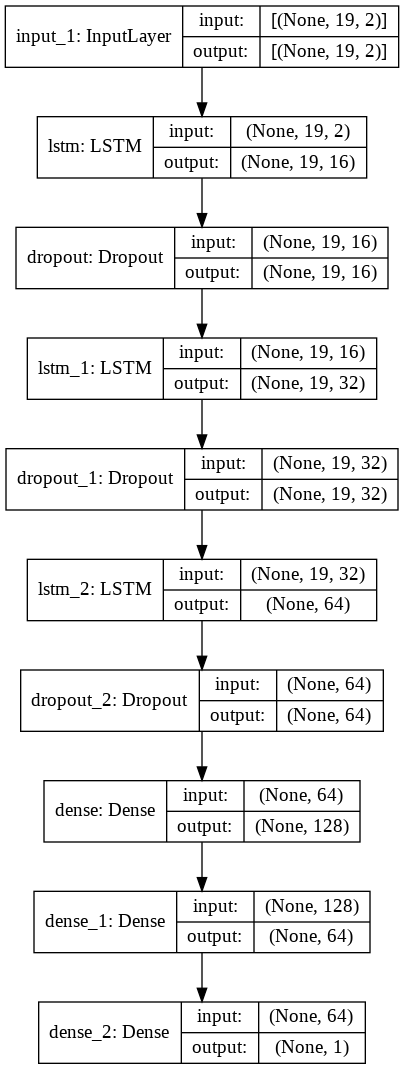 input_1: InputLayer
input: [(None, 19, 2)]
output: [(None, 19, 2)]
lstm: LSTM
input: (None, 19, 2)
output: (None, 19, 16)
dropout: Dropout
input: (None, 19, 16)
output: (None, 19, 16)
lstm_1: LSTM
input: (None, 19, 16)
output: (None, 19, 32)
dropout_1: Dropout
input: (None, 19, 32)
output: (None, 19, 32)
lstm_2: LSTM
input: (None, 19, 32)
output: (None, 64)
dropout_2: Dropout
input: (None, 64)
output: (None, 64)
dense: Dense
input: (None, 64)
output: (None, 128)
dense_1: Dense
input: (None, 128)
output: (None, 64)
dense_2: Dense
input: (None, 64)
output: (None, 1)